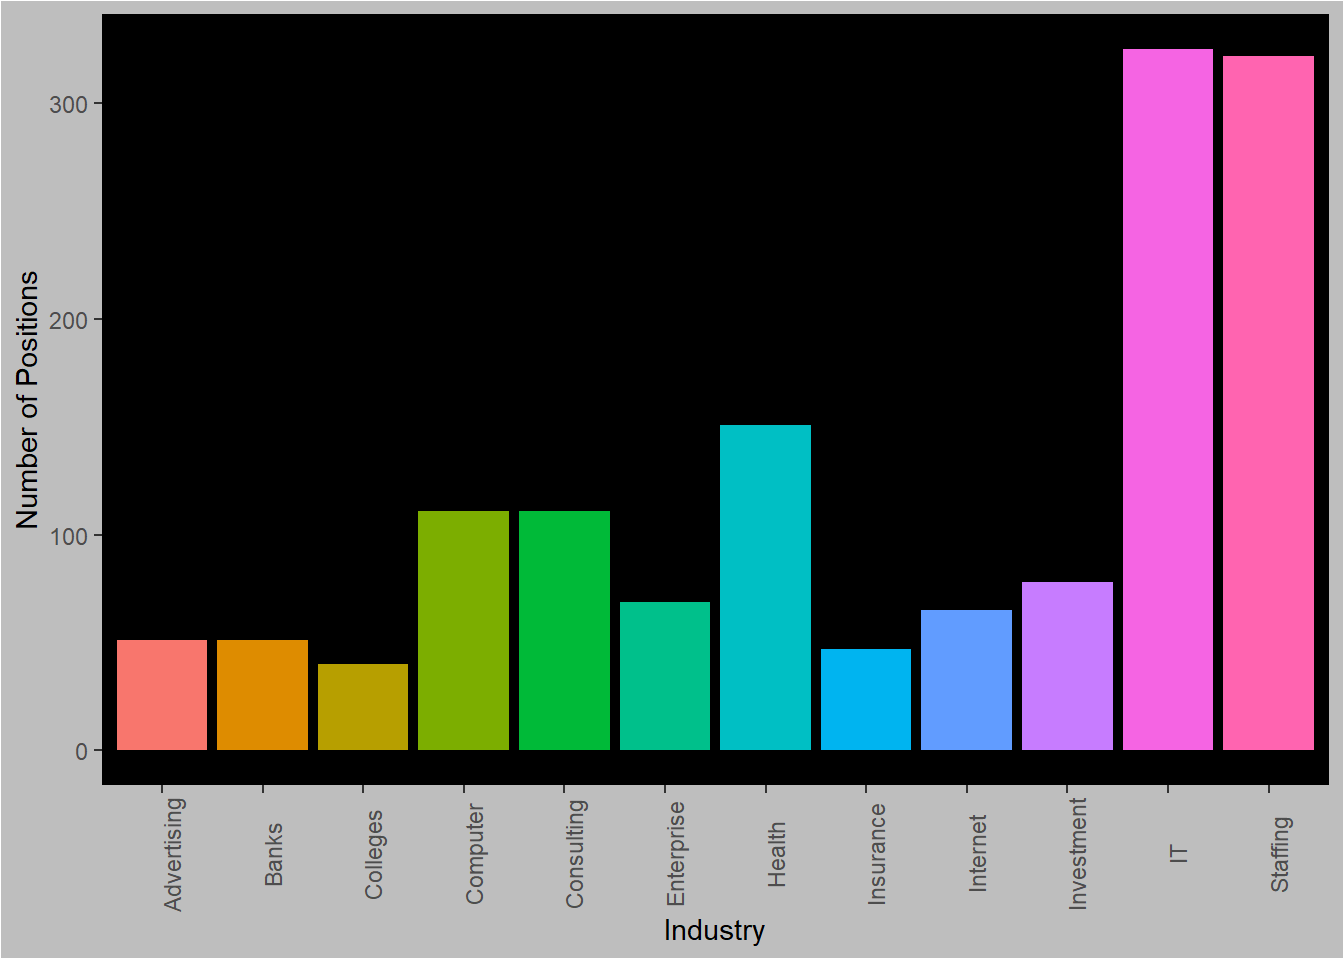 Number of Positions
300
200
100
0
Advertising
Banks
Colleges
Computer
Consulting
Enterprise
Health
Insurance
Internet
Investment
IT
Staffing
Industry